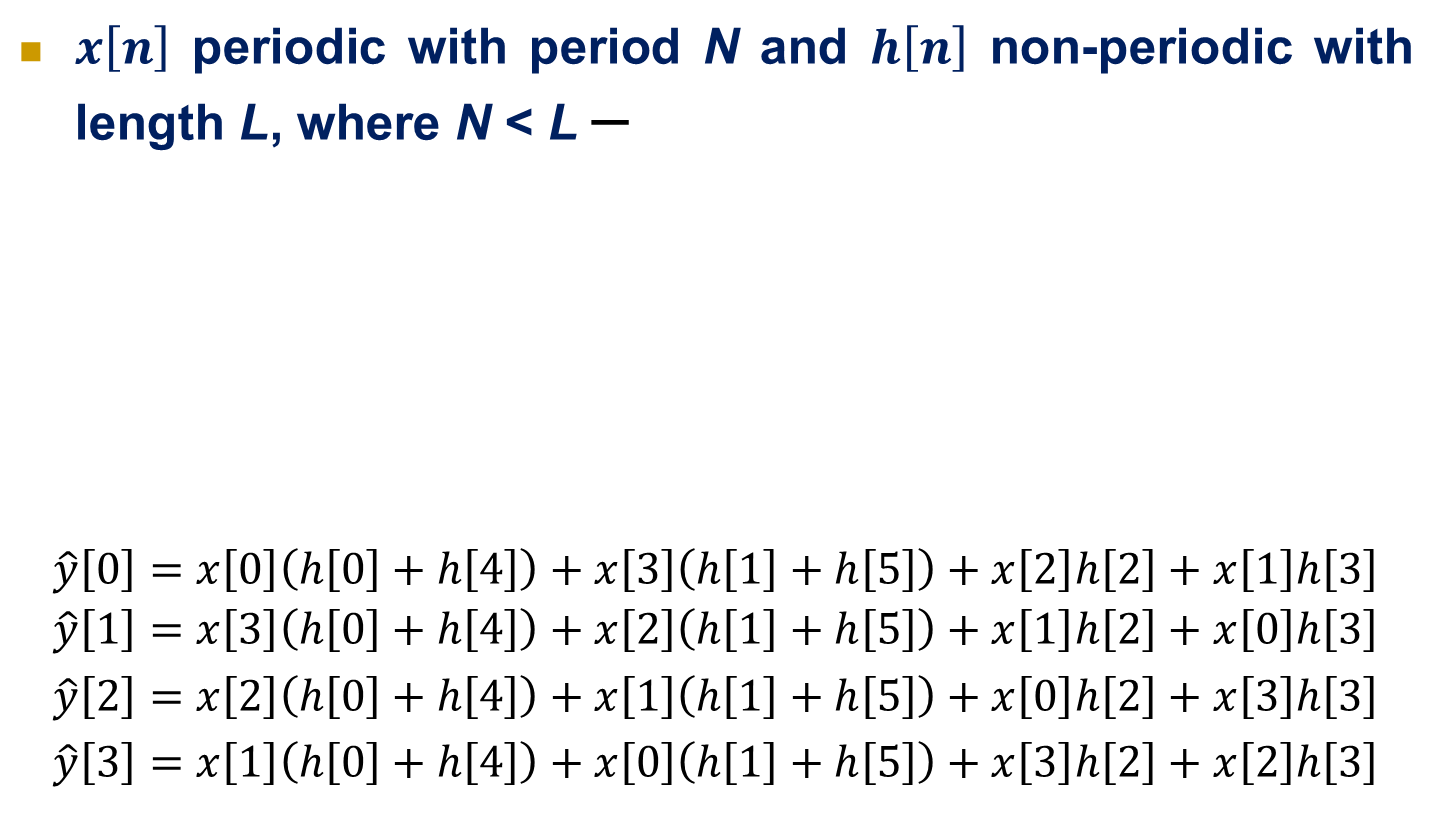 x[n] periodic with period N and h[n] non-periodic with
length L, where N < L —
ŷ[0] = x[0](h[0] + h[4]) + x[3](h[1] + h[5]) + x[2]h[2] + x[1]h[3]
ŷ[1] = x[3](h[0] + h[4]) + x[2](h[1] + h[5]) + x[1]h[2] + x[0]h[3]
ŷ[2] = x[2](h[0] + h[4]) + x[1](h[1] + h[5]) + x[0]h[2] + x[3]h[3]
ŷ[3] = x[1](h[0] + h[4]) + x[0](h[1] + h[5]) + x[3]h[2] + x[2]h[3]